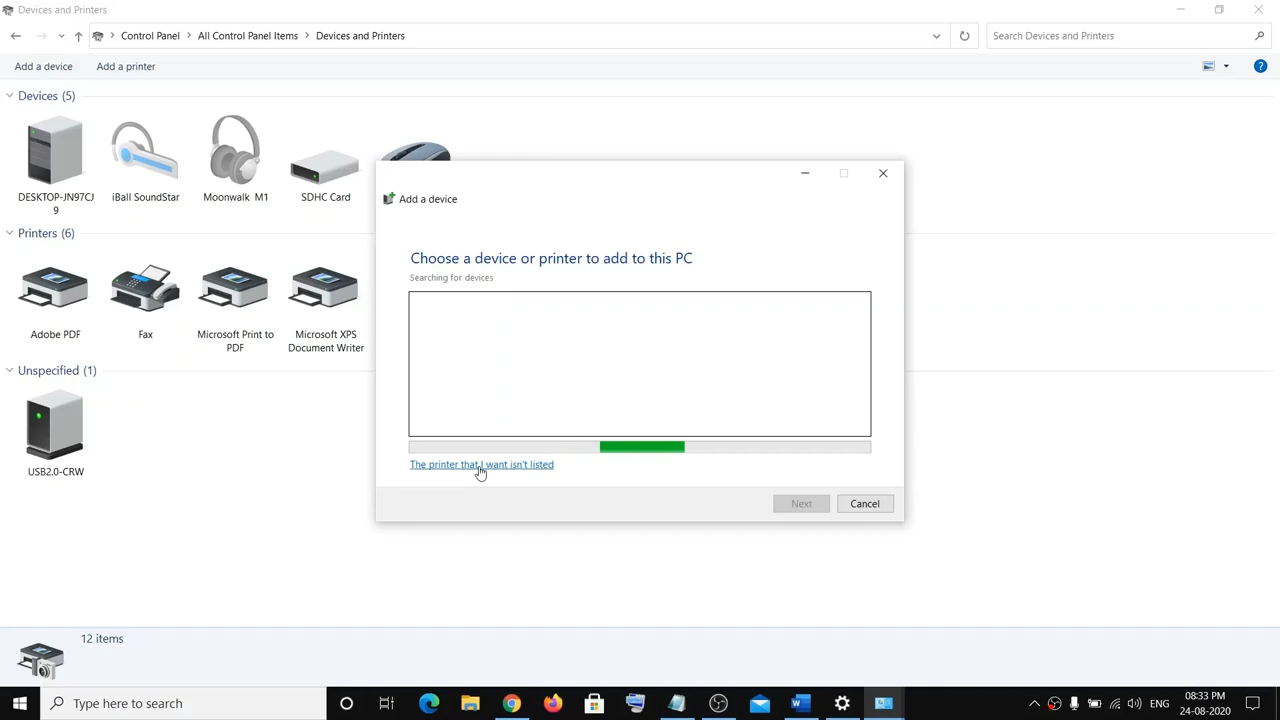 Devices and Printers
Control Panel > All Control Panel Items > Devices and Printers
Search Devices and Printers
Add a device
Add a printer
Devices (5)
DESKTOP-JN97CJ
9
iBall SoundStar
Moonwalk M1
SDHC Card
Add a device
Printers (6)
Choose a device or printer to add to this PC
Searching for devices
Adobe PDF
Fax
Microsoft Print to
PDF
Microsoft XPS
Document Writer
Unspecified (1)
USB2.0-CRW
The printer that I want isn't listed
Next
Cancel
12 items
Type here to search
ENG
08:33 PM
24-08-2020